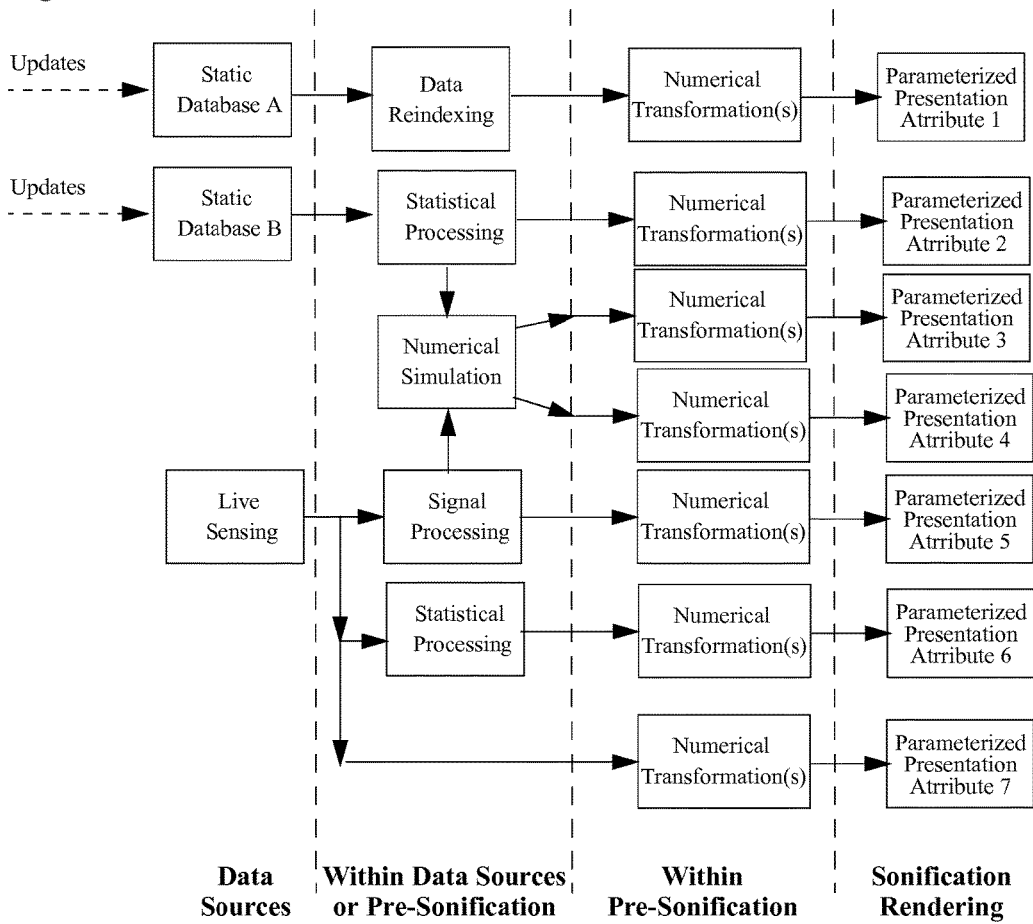 Updates
Static
Database A
Data
Reindexing
Numerical
Transformation(s)
Parameterized
Presentation
Atrribute 1
Updates
Static
Database B
Statistical
Processing
Numerical
Transformation(s)
Parameterized
Presentation
Atrribute 2
Numerical
Simulation
Numerical
Transformation(s)
Parameterized
Presentation
Atrribute 3
Numerical
Transformation(s)
Parameterized
Presentation
Atrribute 4
Live
Sensing
Signal
Processing
Numerical
Transformation(s)
Parameterized
Presentation
Atrribute 5
Statistical
Processing
Numerical
Transformation(s)
Parameterized
Presentation
Atrribute 6
Numerical
Transformation(s)
Parameterized
Presentation
Atrribute 7
Data
Sources
Within Data Sources
or Pre-Sonification
Within
Pre-Sonification
Sonification
Rendering